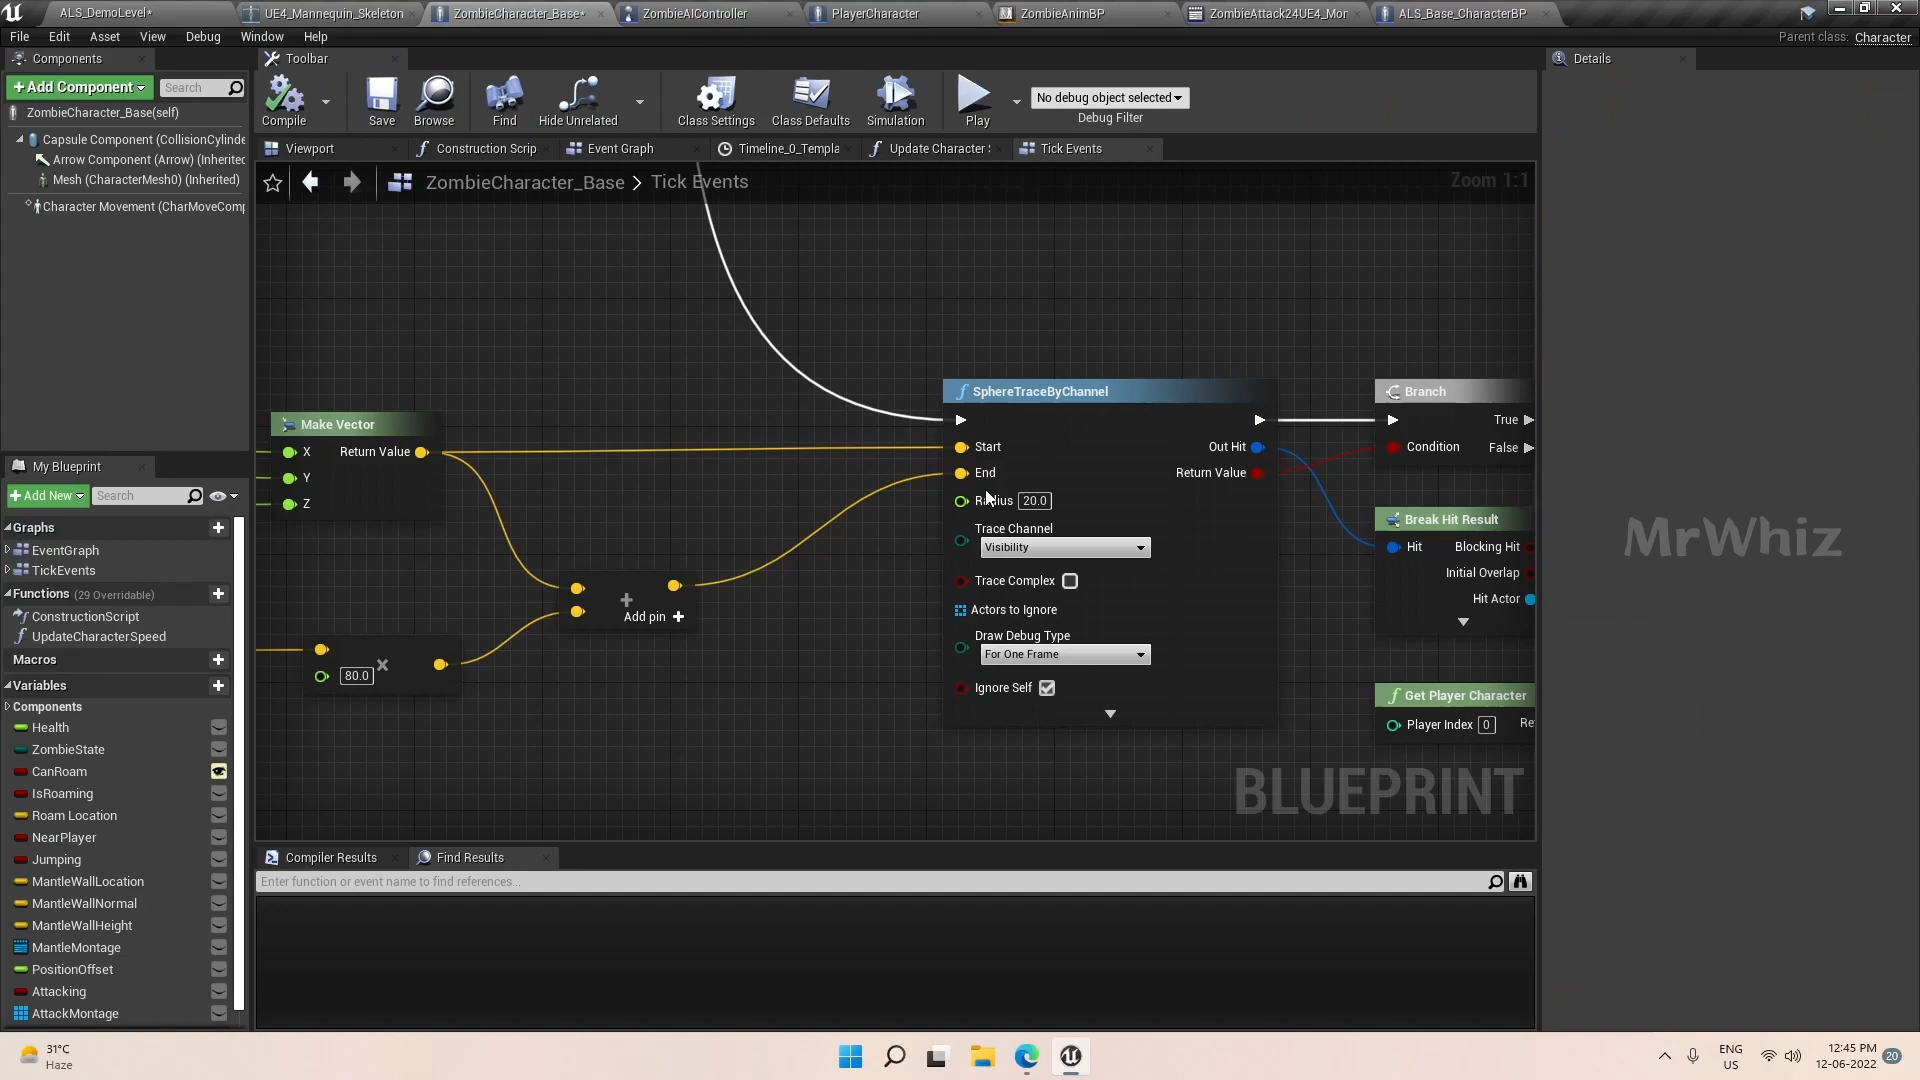 ALS_DemoLevel*
UE4_Mannequin_Skeleton
ZombieCharacter_Base*
ZombieAIController
PlayerCharacter
ZombieAnimBP
ZombieAttack24UE4_Mor
ALS_Base_CharacterBP
File Edit Asset View Debug Window Help
Parent class: Character
Components
Toolbar
Details
+Add Component
Search
ZombieCharacter_Base(self)
Capsule Component (CollisionCylinde
Arrow Component (Arrow) (Inherited
Mesh (CharacterMesh0) (Inherited)
Character Movement (CharMoveComp
Compile
Save
Browse
Find
Hide Unrelated
Class Settings
Class Defaults
Simulation
Play
No debug object selected
Debug Filter
Viewport
Construction Scrip
Event Graph
Timeline_0_Templa
Update Character
Tick Events
ZombieCharacter_Base > Tick Events
Zoom 1:1
Make Vector
X Return Value
Y
Z
80.0
Add pin +
SphereTraceByChannel
Start Out Hit
End Return Value
Radius 20.0
Trace Channel
Visibility
Trace Complex
Actors to Ignore
Draw Debug Type
For One Frame
Ignore Self
Branch
True
Condition False
Break Hit Result
Hit Blocking Hit
Initial Overlap
Hit Actor
Get Player Character
Player Index 0 Re
BLUEPRINT
MrWhiz
My Blueprint
+Add New
Search
Graphs
EventGraph
TickEvents
Functions (29 Overridable)
ConstructionScript
UpdateCharacterSpeed
Macros
Variables
Components
Health
ZombieState
CanRoam
IsRoaming
Roam Location
NearPlayer
Jumping
MantleWallLocation
MantleWallNormal
MantleWallHeight
MantleMontage
PositionOffset
Attacking
AttackMontage
Compiler Results
Find Results
Enter function or event name to find references...
31°C
Haze
ENG
US
12:45 PM
12-06-2022
20